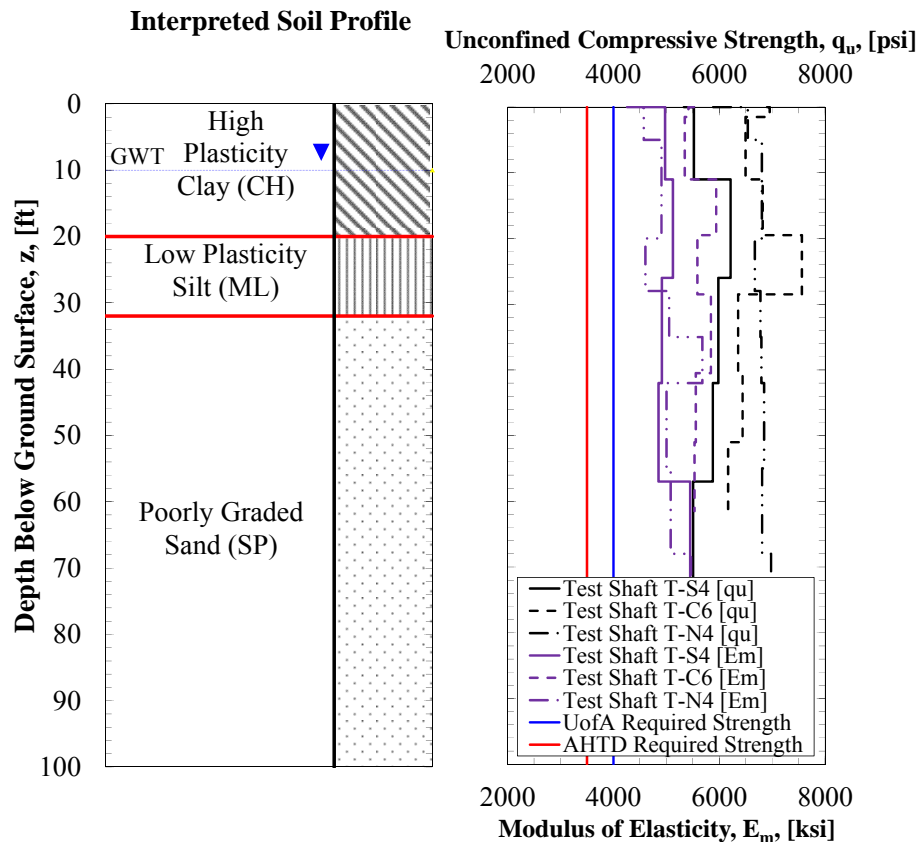 Interpreted Soil Profile
Unconfined Compressive Strength, qu, [psi]
2000 4000 6000 8000
Depth Below Ground Surface, z, [ft]
0
10
20
30
40
50
60
70
80
90
100
High
Plasticity
Clay (CH)
GWT
Low Plasticity
Silt (ML)
Poorly Graded
Sand (SP)
Test Shaft T-S4 [qu]
Test Shaft T-C6 [qu]
Test Shaft T-N4 [qu]
Test Shaft T-S4 [Em]
Test Shaft T-C6 [Em]
Test Shaft T-N4 [Em]
UofA Required Strength
AHTD Required Strength
2000 4000 6000 8000
Modulus of Elasticity, Em, [ksi]